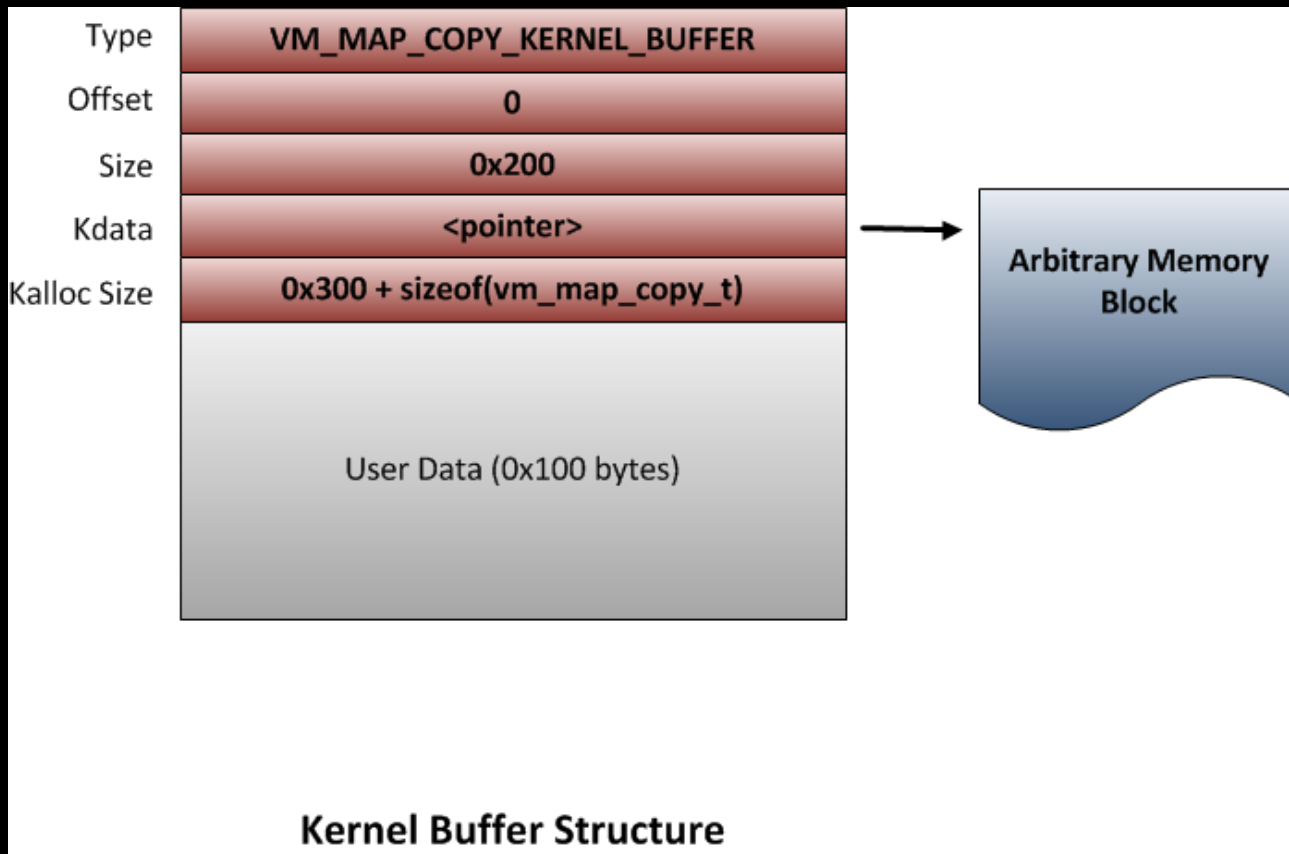 Type VM_MAP_COPY_KERNEL_BUFFER
Offset 0
Size 0x200
Kdata <pointer>
Kalloc Size 0x300 + sizeof(vm_map_copy_t)
Arbitrary Memory
Block
User Data (0x100 bytes)
Kernel Buffer Structure